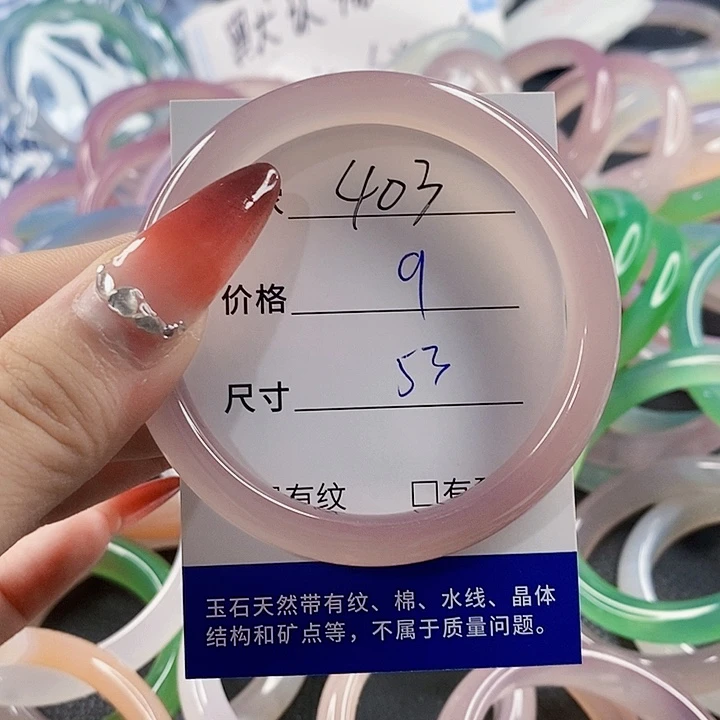 403
价格 9
尺寸 53
有纹 □有
玉石天然带有纹、棉、水线、晶体
结构和矿点等，不属于质量问题。